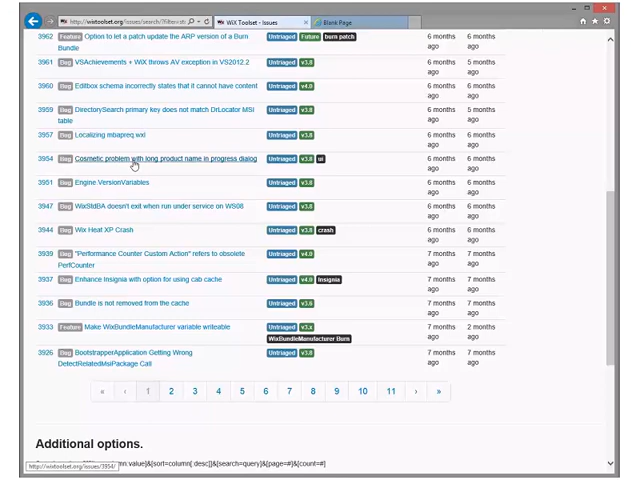 http://wixtoolset.org/issues/search/?filter=st
WiX Toolset - Issues
Blank Page
3962 Feature Option to let a patch update the ARP version of a Burn Bundle Untriaged Future burn patch 6 months ago 6 months ago
3961 Bug VSAchievements + WiX throws AV exception in VS2012.2 Untriaged v3.8 6 months ago 5 months ago
3960 Bug Editbox schema incorrectly states that it cannot have content Untriaged v4.0 6 months ago 6 months ago
3959 Bug DirectorySearch primary key does not match DrLocator MSI table Untriaged v3.8 6 months ago 5 months ago
3957 Bug Localizing mbapreq wxl Untriaged v3.8 6 months ago 6 months ago
3954 Bug Cosmetic problem with long product name in progress dialog Untriaged v3.8 ui 6 months ago 6 months ago
3951 Bug Engine VersionVariables Untriaged v3.8 6 months ago 6 months ago
3947 Bug WixStdBA doesn't exit when run under service on WS08 Untriaged v3.8 6 months ago 6 months ago
3944 Bug Wix Heat XP Crash Untriaged v3.8 crash 6 months ago 6 months ago
3939 Bug "Performance Counter Custom Action" refers to obsolete PerfCounter Untriaged v4.0 7 months ago 7 months ago
3937 Bug Enhance Insignia with option for using cab cache Untriaged v4.0 Insignia 7 months ago 7 months ago
3936 Bug Bundle is not removed from the cache Untriaged v3.8 7 months ago 7 months ago
3933 Feature Make WixBundleManufacturer variable writeable Untriaged v3.x WixBundleManufacturer Burn 7 months ago 2 months ago
3926 Bug BootstrapperApplication Getting Wrong DetectRelatedMsiPackage Call Untriaged v3.8 7 months ago 7 months ago
« ‹ 1 2 3 4 5 6 7 8 9 10 11 › »
Additional options.
http://wixtoolset.org/issues/3954/
:value]&[sort=column[ desc]]&[search=query]&[page=#]&[count=#]